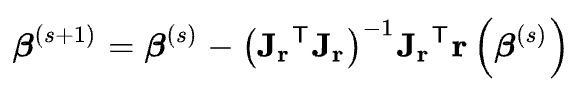 𝜷^(s+1) = 𝜷^(s) − (𝐉_𝐫^⊤ 𝐉_𝐫)^−1 𝐉_𝐫^⊤ 𝐫 (𝜷^(s))